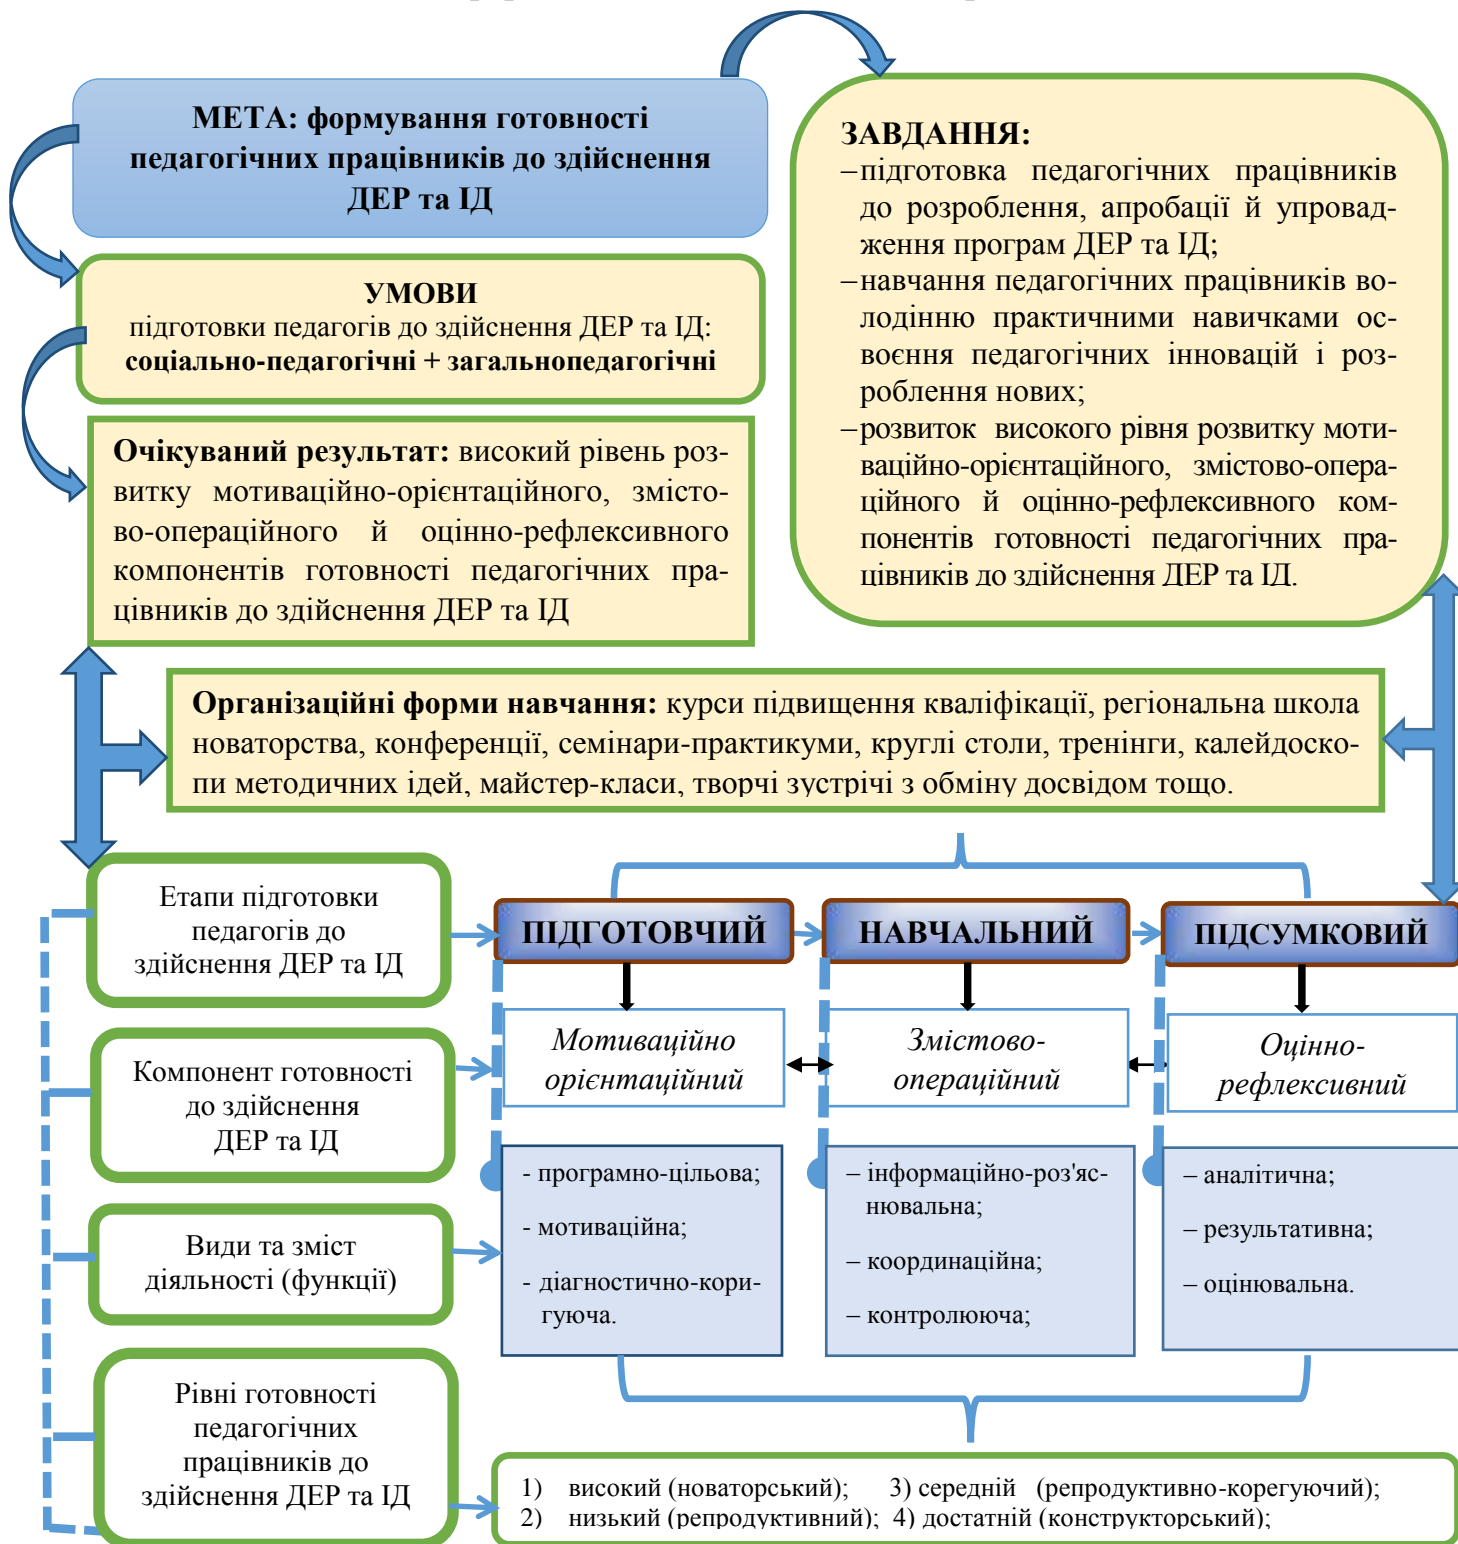 МЕТА: формування готовності
педагогічних працівників до здійснення
ДЕР та ІД
ЗАВДАННЯ:
–підготовка педагогічних працівників
до розроблення, апробації й упровад-
ження програм ДЕР та ІД;
–навчання педагогічних працівників во-
лодінню практичними навичками ос-
воєння педагогічних інновацій і роз-
роблення нових;
–розвиток високого рівня розвитку моти-
ваційно-орієнтаційного, змістово-опера-
ційного й оцінно-рефлексивного ком-
понентів готовності педагогічних пра-
цівників до здійснення ДЕР та ІД.
УМОВИ
підготовки педагогів до здійснення ДЕР та ІД:
соціально-педагогічні + загальнопедагогічні
Очікуваний результат: високий рівень роз-
витку мотиваційно-орієнтаційного, змісто-
во-операційного й оцінно-рефлексивного
компонентів готовності педагогічних пра-
цівників до здійснення ДЕР та ІД
Організаційні форми навчання: курси підвищення кваліфікації, регіональна школа
новаторства, конференції, семінари-практикуми, круглі столи, тренінги, калейдоско-
пи методичних ідей, майстер-класи, творчі зустрічі з обміну досвідом тощо.
Етапи підготовки
педагогів до
здійснення ДЕР та ІД
ПІДГОТОВЧИЙ
НАВЧАЛЬНИЙ
ПІДСУМКОВИЙ
Компонент готовності
до здійснення
ДЕР та ІД
Мотиваційно
орієнтаційний
Змістово-
операційний
Оцінно-
рефлексивний
Види та зміст
діяльності (функції)
- програмно-цільова;
- мотиваційна;
- діагностично-кори-
гуюча.
– інформаційно-роз'яс-
нювальна;
– координаційна;
– контролююча;
– аналітична;
– результативна;
– оцінювальна.
Рівні готовності
педагогічних
працівників до
здійснення ДЕР та ІД
1) високий (новаторський); 3) середній (репродуктивно-корегуючий);
2) низький (репродуктивний; 4) достатній (конструкторський);